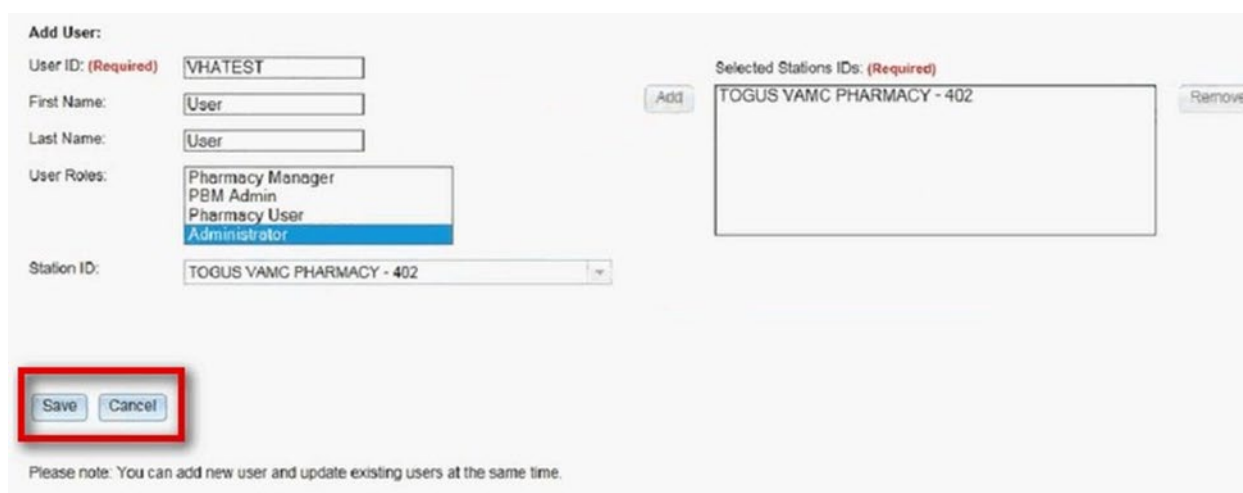 Add User:
User ID: (Required) VHATEST
Selected Stations IDs: (Required)
First Name: User
Add
TOGUS VAMC PHARMACY - 402
Remove
Last Name: User
User Roles: Pharmacy Manager
PBM Admin
Pharmacy User
Administrator
Station ID: TOGUS VAMC PHARMACY - 402
Save Cancel
Please note: You can add new user and update existing users at the same time.